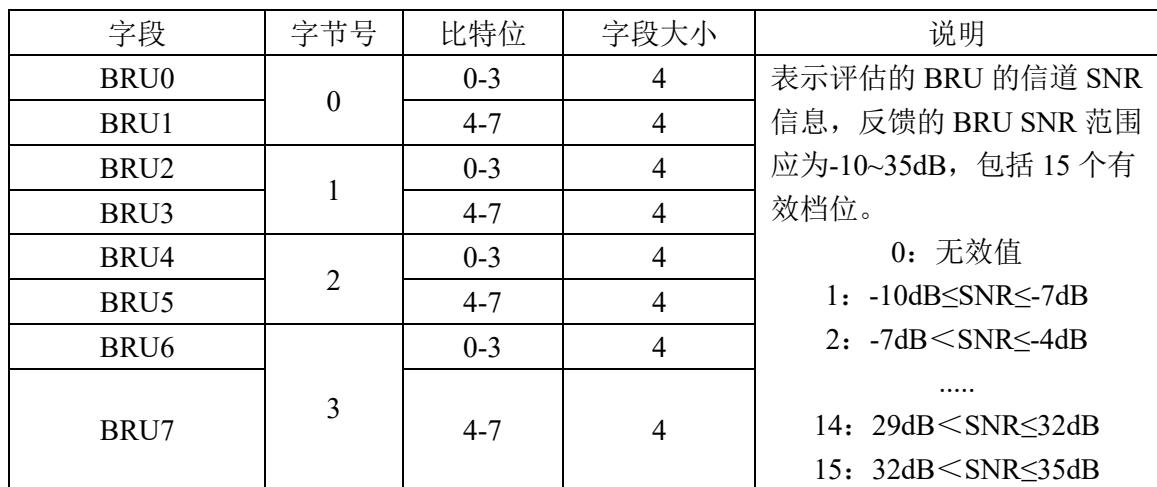 字段 字节号 比特位 字段大小 说明
BRU0 0 0-3 4 表示评估的 BRU 的信道 SNR
BRU1 4-7 4 信息，反馈的 BRU SNR 范围
BRU2 1 0-3 4 应为-10~35dB，包括 15 个有
BRU3 4-7 4 效档位。
BRU4 2 0-3 4 0：无效值
BRU5 4-7 4 1：-10dB≤SNR≤-7dB
BRU6 3 0-3 4 2：-7dB＜SNR≤-4dB
.....
BRU7 4-7 4 14：29dB＜SNR≤32dB
15：32dB＜SNR≤35dB